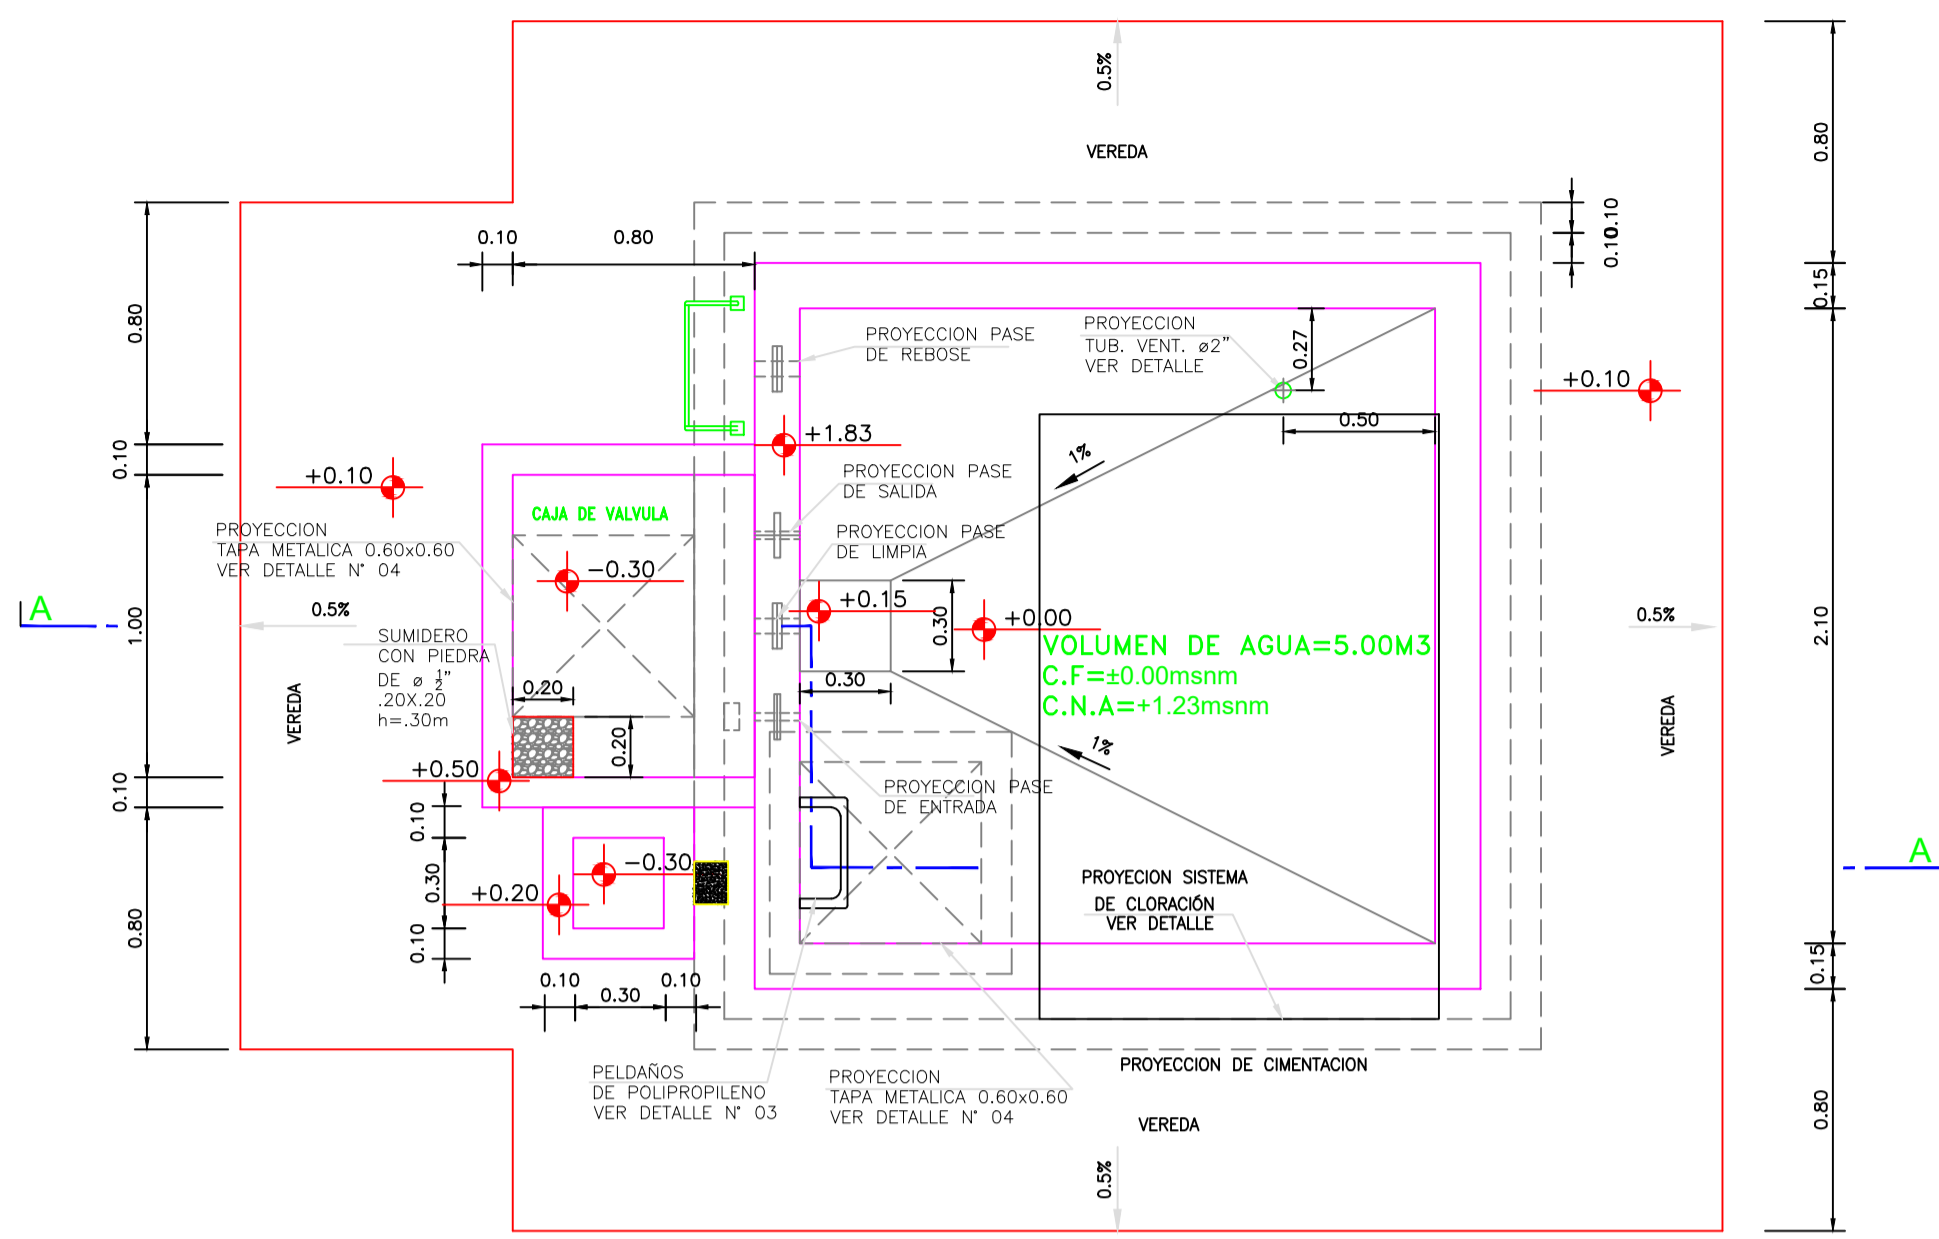 0.5%
VEREDA
0.80
0.10
0.10
0.10
0.80
0.15
0.80
PROYECCION PASE
DE REBOSE
PROYECCION
TUB. VENT. ø2"
VER DETALLE
0.27
+0.10
0.50
+1.83
0.10
1%
+0.10
PROYECCION PASE
DE SALIDA
CAJA DE VALVULA
PROYECCION
TAPA METALICA 0.60x0.60
VER DETALLE N° 04
PROYECCION PASE
DE LIMPIA
-0.30
+0.15
0.30
+0.00
A
0.5%
1.00
0.5%
2.10
SUMIDERO
CON PIEDRA
DE ø ½"
.20X.20
h=.30m
VOLUMEN DE AGUA=5.00M3
C.F=±0.00msnm
C.N.A=+1.23msnm
0.20
0.30
VEREDA
VEREDA
0.20
1%
+0.50
0.10
PROYECCION PASE
DE ENTRADA
0.10
0.30
-0.30
+0.20
A
PROYECION SISTEMA
DE CLORACIÓN
VER DETALLE
0.80
0.10
0.15
0.10
0.30
0.10
PROYECCION DE CIMENTACION
PELDAÑOS
DE POLIPROPILENO
VER DETALLE N° 03
PROYECCION
TAPA METALICA 0.60x0.60
VER DETALLE N° 04
0.80
VEREDA
0.5%